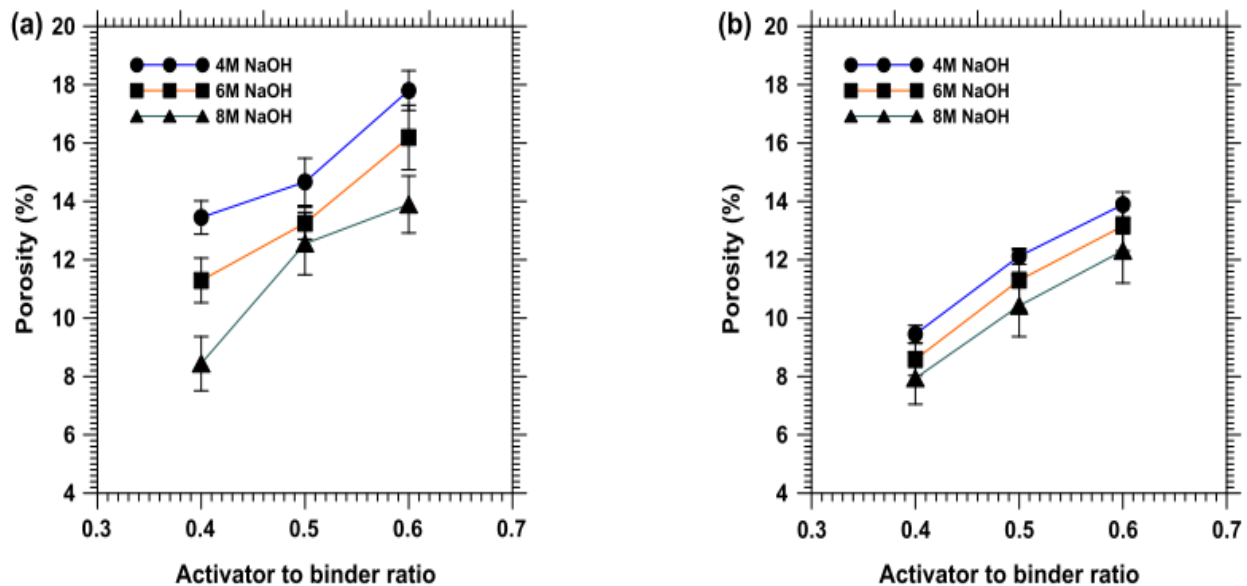 (a)
4M NaOH
6M NaOH
8M NaOH
Porosity (%)
20
18
16
14
12
10
8
6
4
0.3 0.4 0.5 0.6 0.7
Activator to binder ratio
(b)
4M NaOH
6M NaOH
8M NaOH
Porosity (%)
20
18
16
14
12
10
8
6
4
0.3 0.4 0.5 0.6 0.7
Activator to binder ratio